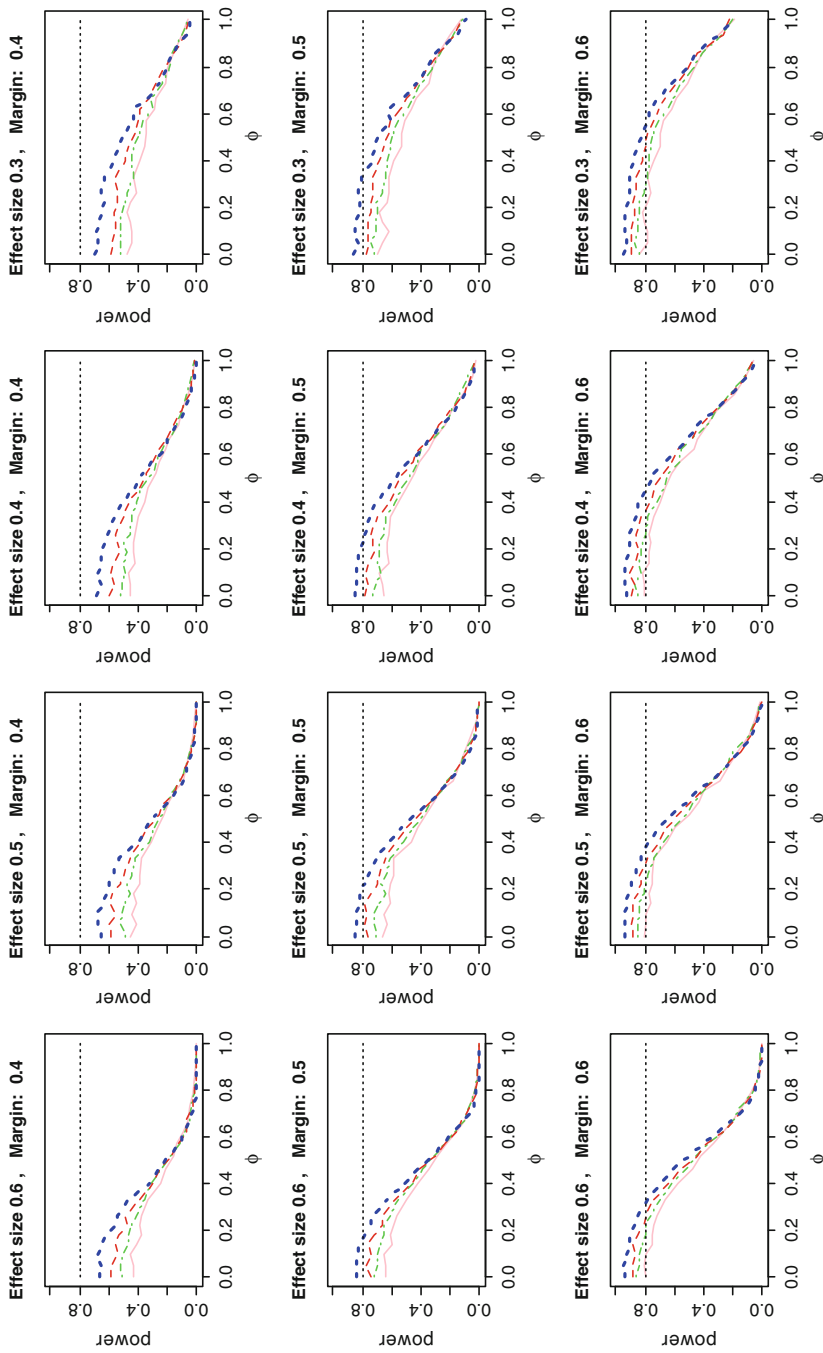 Effect size 0.6 , Margin: 0.4
power
0.8
0.4
0.0
0.0 0.2 0.4 0.6 0.8 1.0
φ
Effect size 0.5 , Margin: 0.4
power
0.8
0.4
0.0
0.0 0.2 0.4 0.6 0.8 1.0
φ
Effect size 0.4 , Margin: 0.4
power
0.8
0.4
0.0
0.0 0.2 0.4 0.6 0.8 1.0
φ
Effect size 0.3 , Margin: 0.4
power
0.8
0.4
0.0
0.0 0.2 0.4 0.6 0.8 1.0
φ
Effect size 0.6 , Margin: 0.5
power
0.8
0.4
0.0
0.0 0.2 0.4 0.6 0.8 1.0
φ
Effect size 0.5 , Margin: 0.5
power
0.8
0.4
0.0
0.0 0.2 0.4 0.6 0.8 1.0
φ
Effect size 0.4 , Margin: 0.5
power
0.8
0.4
0.0
0.0 0.2 0.4 0.6 0.8 1.0
φ
Effect size 0.3 , Margin: 0.5
power
0.8
0.4
0.0
0.0 0.2 0.4 0.6 0.8 1.0
φ
Effect size 0.6 , Margin: 0.6
power
0.8
0.4
0.0
0.0 0.2 0.4 0.6 0.8 1.0
φ
Effect size 0.5 , Margin: 0.6
power
0.8
0.4
0.0
0.0 0.2 0.4 0.6 0.8 1.0
φ
Effect size 0.4 , Margin: 0.6
power
0.8
0.4
0.0
0.0 0.2 0.4 0.6 0.8 1.0
φ
Effect size 0.3 , Margin: 0.6
power
0.8
0.4
0.0
0.0 0.2 0.4 0.6 0.8 1.0
φ